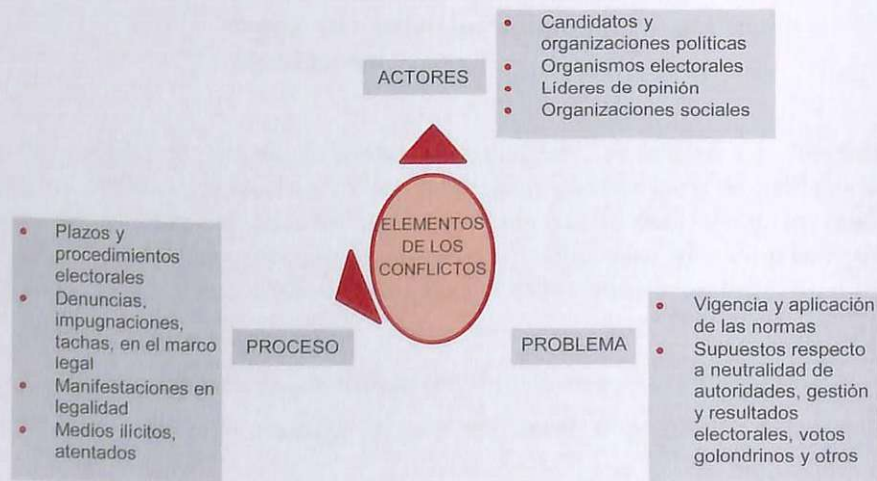 Candidatos y
organizaciones políticas
Organismos electorales
Líderes de opinión
Organizaciones sociales
ACTORES
ELEMENTOS
DE LOS
CONFLICTOS
Plazos y
procedimientos
electorales
Denuncias,
impugnaciones,
tachas, en el marco
legal
Manifestaciones en
legalidad
Medios ilícitos,
atentados
PROCESO
PROBLEMA
Vigencia y aplicación
de las normas
Supuestos respecto
a neutralidad de
autoridades, gestión
y resultados
electorales, votos
golondrinos y otros